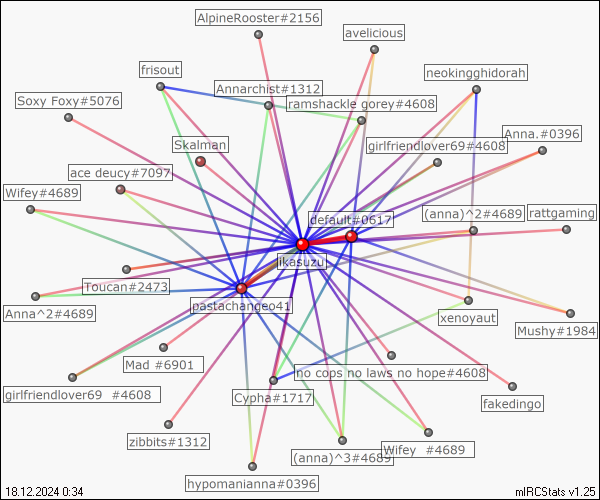 AlpineRooster#2156
avelicious
frisout
neokingghidorah
Annarchist#1312
Soxy Foxy#5076
ramshackle gorey#4608
Anna.#0396
Skalman
girlfriendlover69#4608
ace deucy#7097
Wifey#4689
default#0617
(anna)^2#4689
rattgaming
ikasuzu
Toucan#2473
pastachangeo41
Anna^2#4689
xenoyaut
Mushy#1984
Mad #6901
no cops no laws no hope#4608
girlfriendlover69 #4608
Cypha#1717
fakedingo
zibbits#1312
(anna)^3#4689
Wifey #4689
hypomanianna#0396
18.12.2024 0:34
mIRCStats v1.25